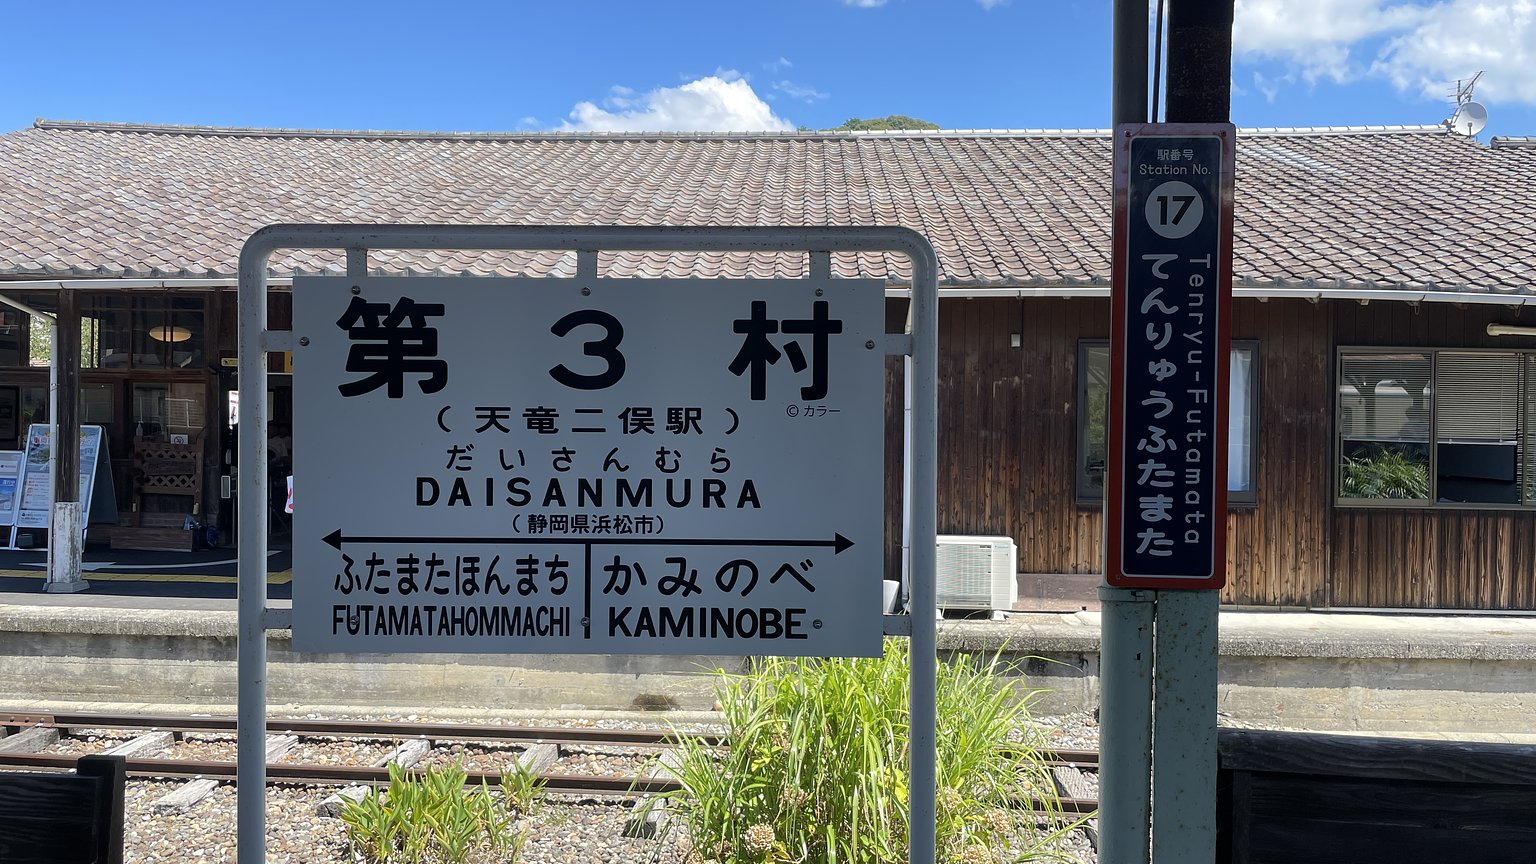 第3村
© カラー
(天竜二俣駅)
だいさんむら
DAISANMURA
(静岡県浜松市)
ふたまたほんまち
FUTAMATAHOMMACHI
かみのべ
KAMINOBE
駅番号
Station No.
17
てんりゅうふたまた
Tenryu-Futamata